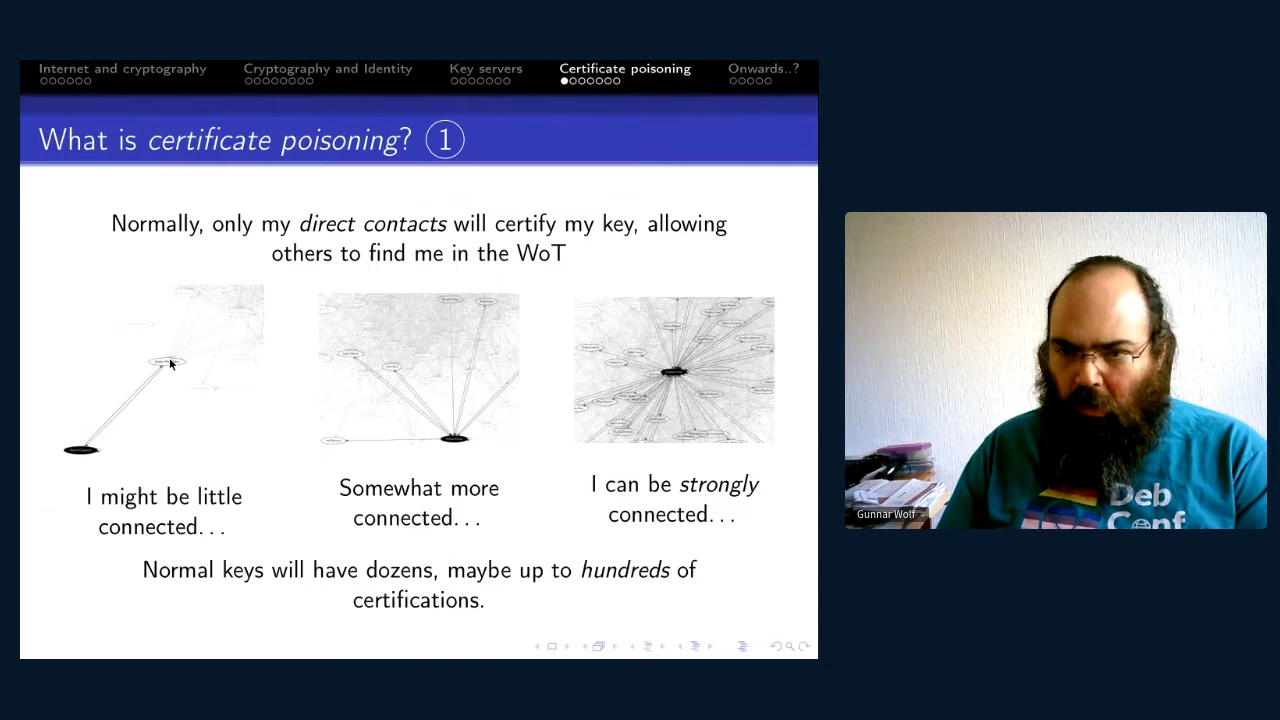 Internet and cryptography Cryptography and Identity Key servers Certificate poisoning Onwards..?
What is certificate poisoning? 1
Normally, only my direct contacts will certify my key, allowing
others to find me in the WoT
I might be little
connected...
Somewhat more
connected...
I can be strongly
connected...
Normal keys will have dozens, maybe up to hundreds of
certifications.
Deb
Conf
Gunnar Wolf